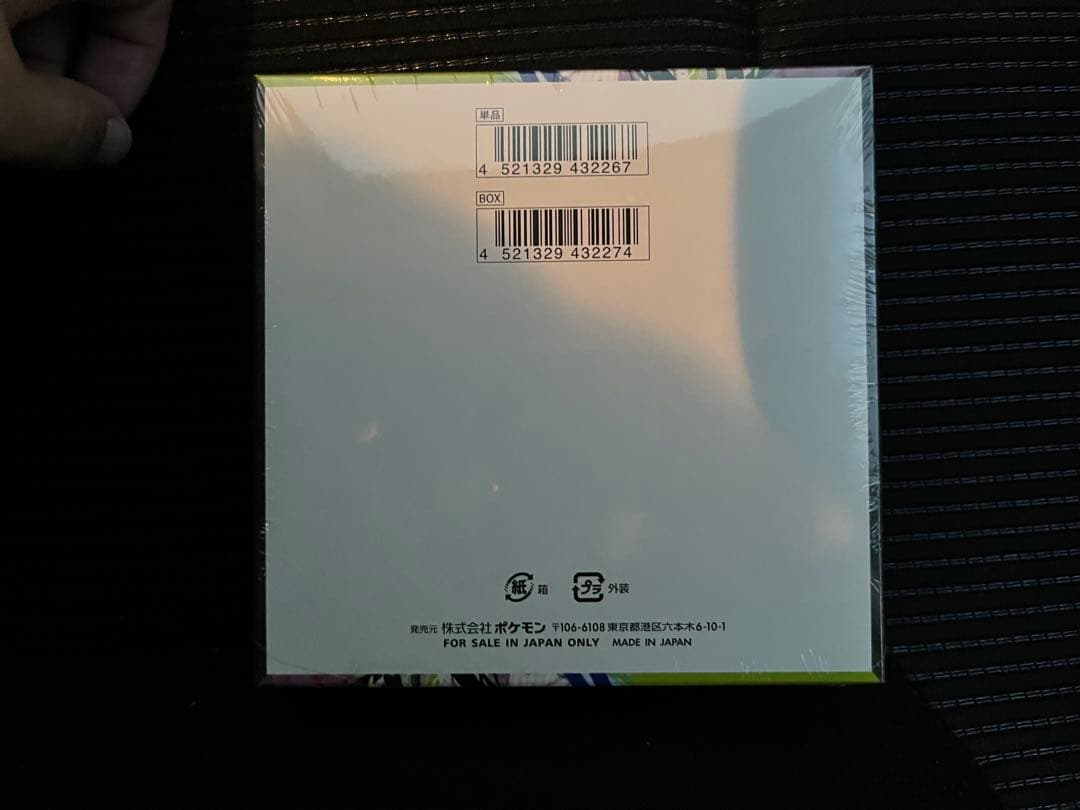 単品
4 521329 432267
BOX
4 521329 432274
紙 箱 プラ 外装
発売元 株式会社 ポケモン 〒106-6108 東京都港区六本木6-10-1
FOR SALE IN JAPAN ONLY MADE IN JAPAN